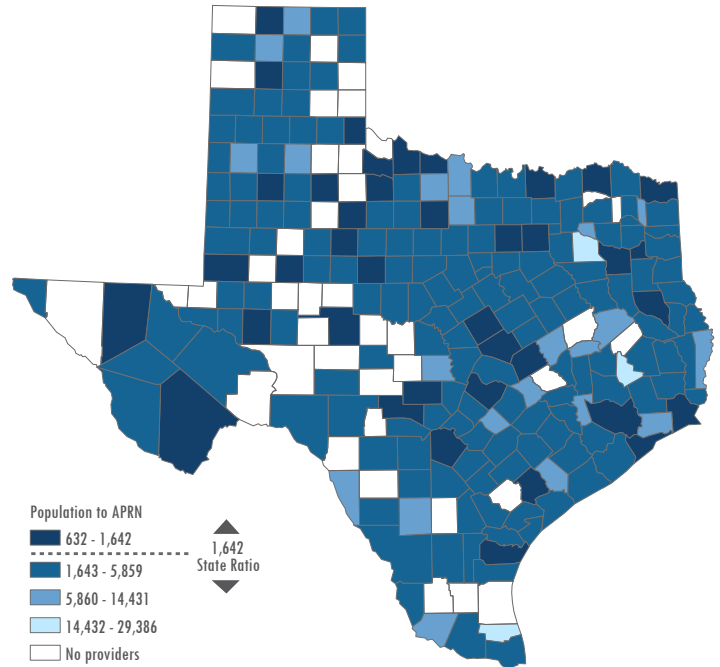 Population to APRN
632 - 1,642
1,642
State Ratio
1,643 - 5,859
5,860 - 14,431
14,432 - 29,386
No providers